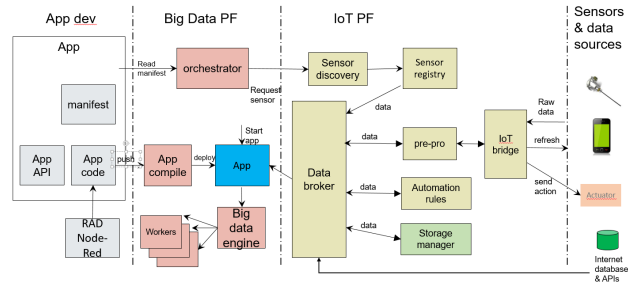 App dev
Big Data PF
IoT PF
Sensors
& data
sources
App
manifest
App
API
App
code
RAD
Node-
Red
Read
manifest
orchestrator
Request
sensor
push
App
compile
deploy
Start
app
App
Workers
Big
data
engine
Sensor
discovery
Sensor
registry
data
Data
broker
data
pre-pro
data
Automation
rules
data
Storage
manager
IoT
bridge
Raw
data
refresh
send
action
Actuator
Internet
database
& APIs